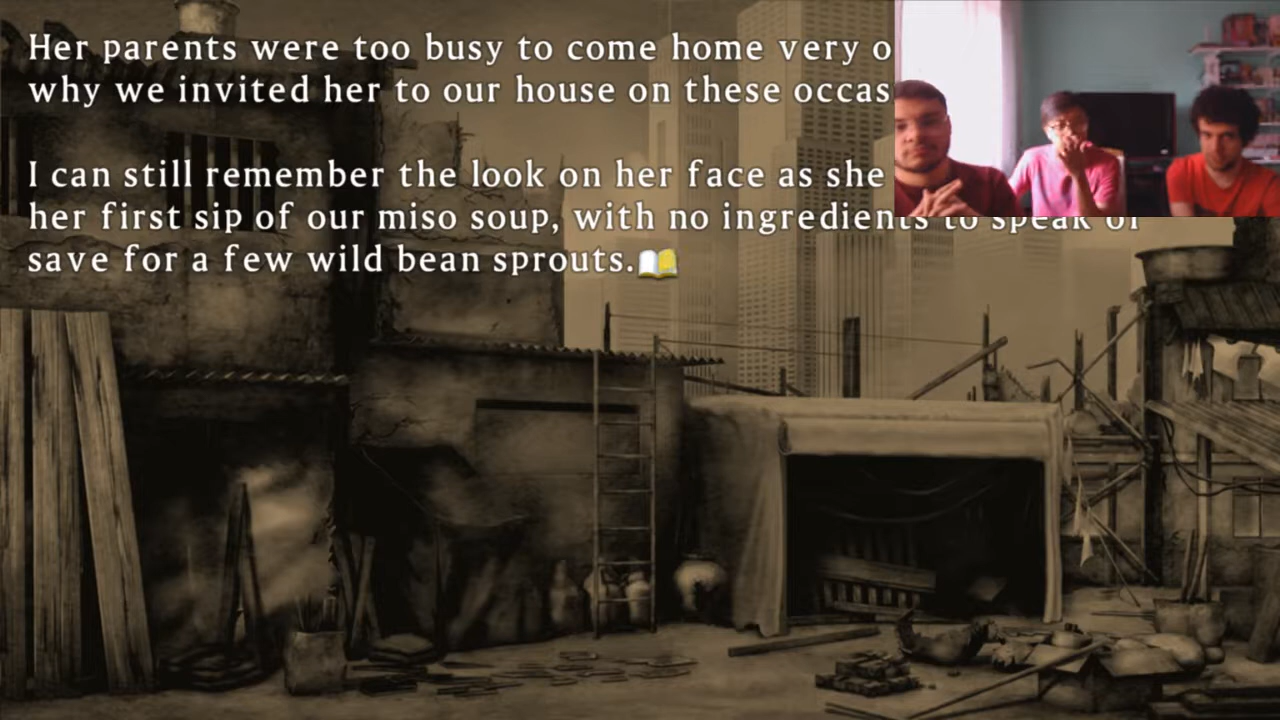 Her parents were too busy to come home very
why we invited her to our house on these
I can still remember the look on her face as she
her first sip of our miso soup, with no ingredients to speak of
save for a few wild bean sprouts.